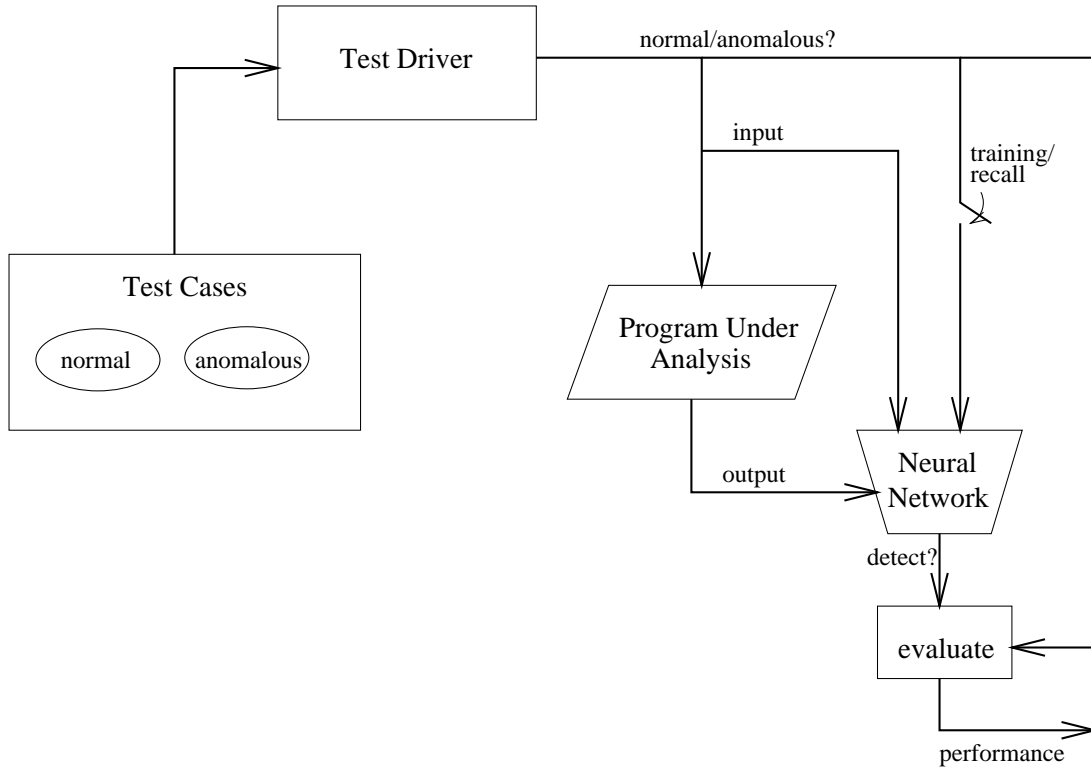 normal/anomalous?
Test Driver
input
training/
recall
Test Cases
normal
anomalous
Program Under
Analysis
Neural
Network
output
detect?
evaluate
performance